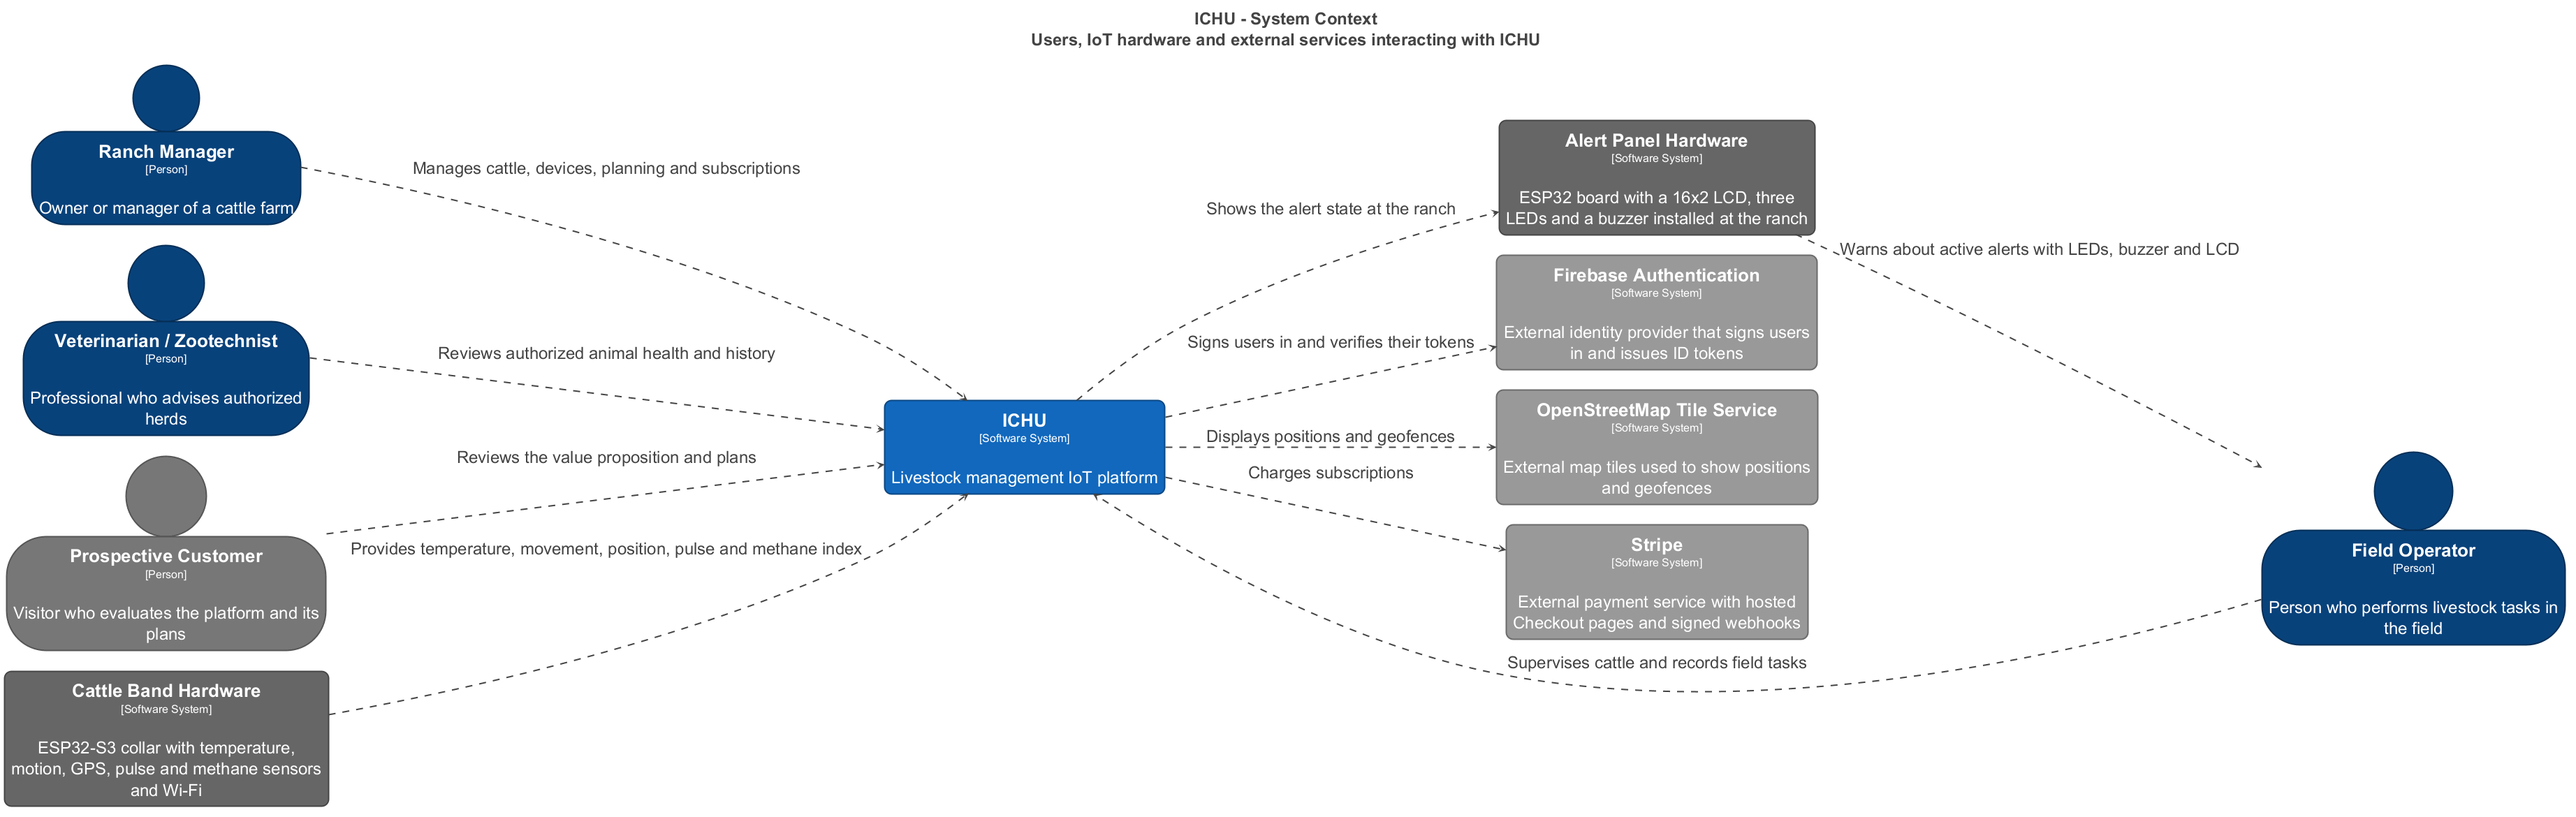 ICHU - System Context
Users, IoT hardware and external services interacting with ICHU
Ranch Manager
[Person]
Owner or manager of a cattle farm
Manages cattle, devices, planning and subscriptions
Veterinarian / Zootechnist
[Person]
Professional who advises authorized
herds
Reviews authorized animal health and history
Prospective Customer
[Person]
Visitor who evaluates the platform and its
plans
Reviews the value proposition and plans
Cattle Band Hardware
[Software System]
ESP32-S3 collar with temperature,
motion, GPS, pulse and methane sensors
and Wi-Fi
Provides temperature, movement, position, pulse and methane index
ICHU
[Software System]
Livestock management IoT platform
Shows the alert state at the ranch
Signs users in and verifies their tokens
Displays positions and geofences
Charges subscriptions
Alert Panel Hardware
[Software System]
ESP32 board with a 16x2 LCD, three
LEDs and a buzzer installed at the ranch
Firebase Authentication
[Software System]
External identity provider that signs users
in and issues ID tokens
OpenStreetMap Tile Service
[Software System]
External map tiles used to show positions
and geofences
Stripe
[Software System]
External payment service with hosted
Checkout pages and signed webhooks
Supervises cattle and records field tasks
Warns about active alerts with LEDs, buzzer and LCD
Field Operator
[Person]
Person who performs livestock tasks in
the field